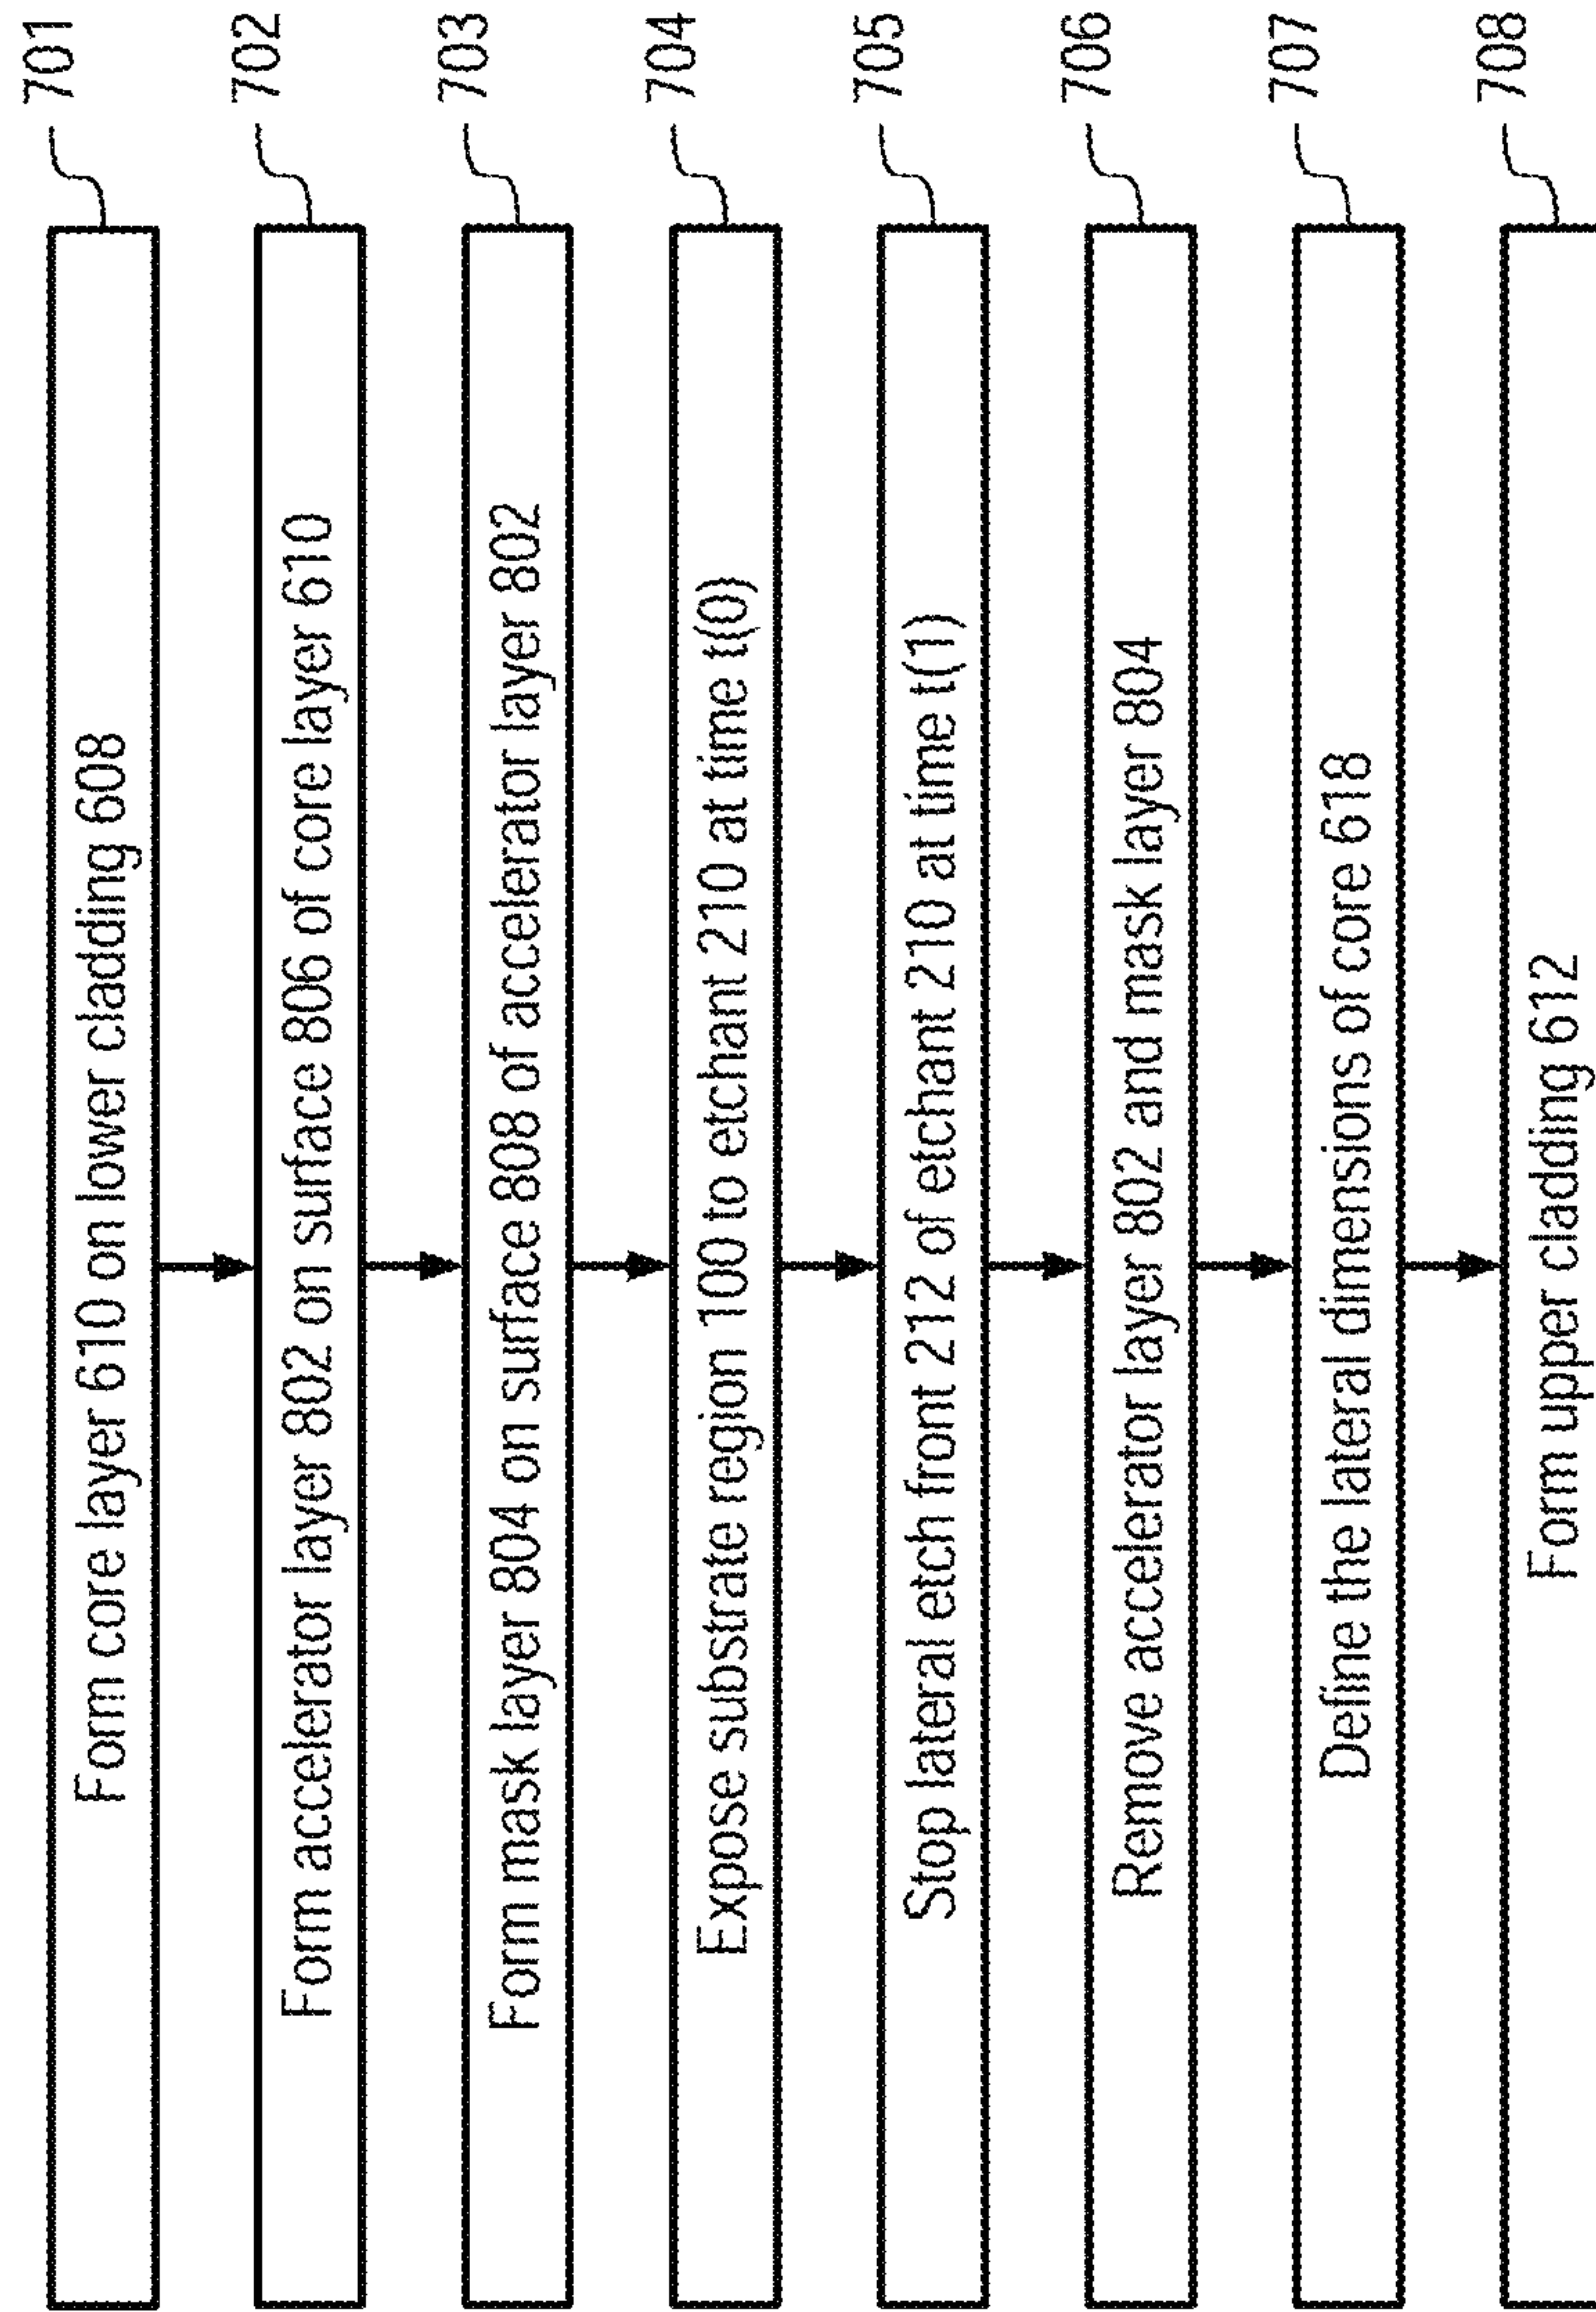 701
Form core layer 610 on lower cladding 608
702
Form accelerator layer 802 on surface 806 of core layer 610
703
Form mask layer 804 on surface 808 of accelerator layer 802
704
Expose substrate region 100 to etchant 210 at time t(0)
705
Stop lateral etch front 212 of etchant 210 at time t(1)
706
Remove accelerator layer 802 and mask layer 804
707
Define the lateral dimensions of core 618
708
Form upper cladding 612